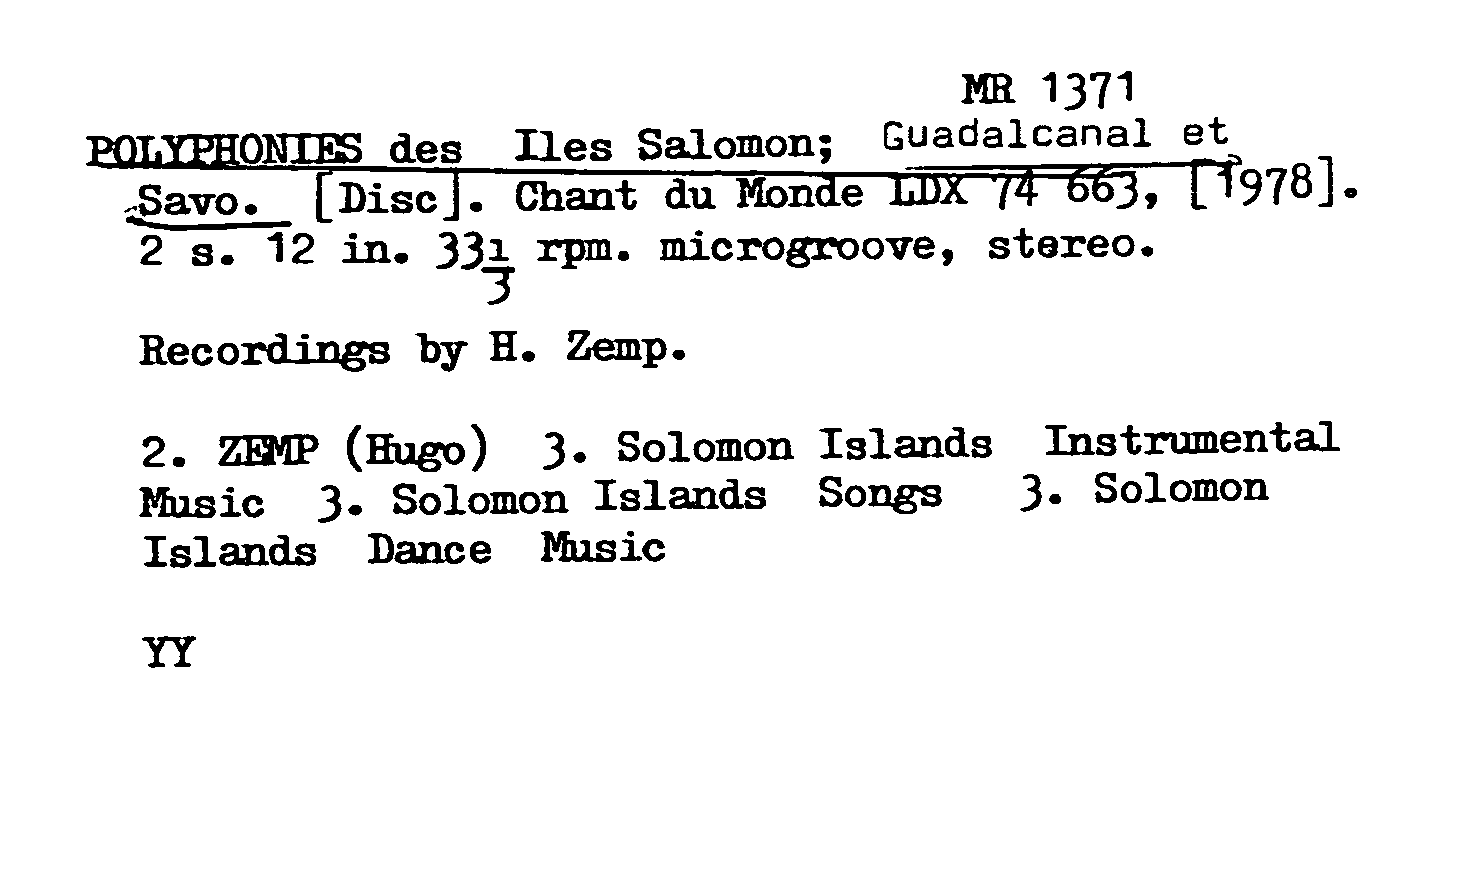 MR 1371
POLYPHONIES des Iles Salomon; Guadalcanal et
Savo. [Disc]. Chant du Monde LDX 74 663, [1978].
2 s. 12 in. 33 1/3 rpm. microgroove, stereo.
Recordings by H. Zemp.
2. ZEMP (Hugo) 3. Solomon Islands Instrumental
Music 3. Solomon Islands Songs 3. Solomon
Islands Dance Music
YY